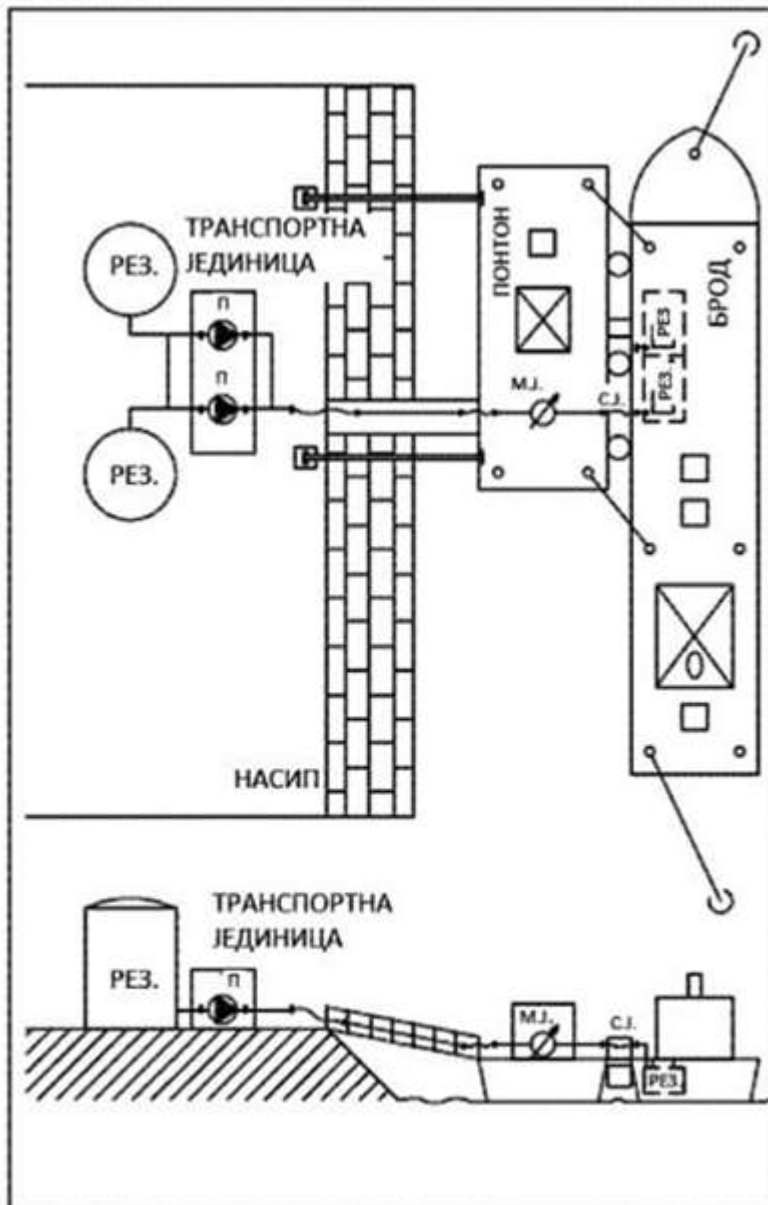 ТРАНСПОРТНА
ЈЕДИНИЦА
РЕЗ.
П
П
РЕЗ.
ПОНТОН
М.Ј.
С.Ј.
РЕЗ
РЕЗ.
БРОД
НАСИП
ТРАНСПОРТНА
ЈЕДИНИЦА
РЕЗ.
П
М.Ј.
С.Ј.
РЕЗ.